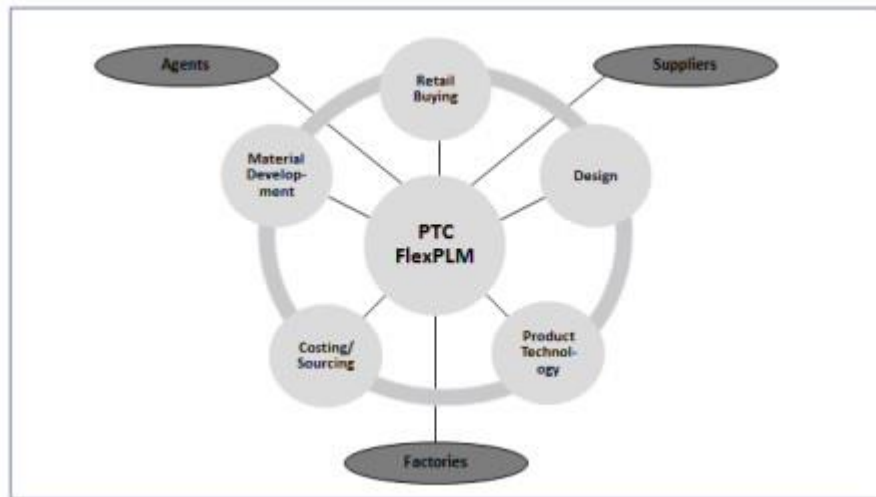 Agents
Suppliers
Retail
Buying
Material
Develop-
ment
Design
PTC
FlexPLM
Costing/
Sourcing
Product
Technol-
ogy
Factories